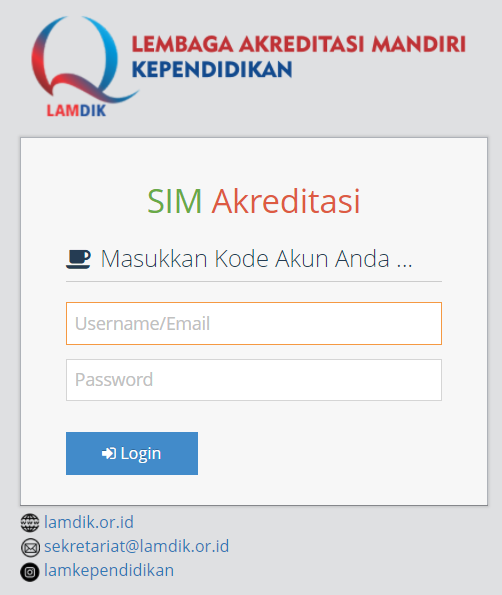 LEMBAGA AKREDITASI MANDIRI
KEPENDIDIKAN
LAMDIK
SIM Akreditasi
Masukkan Kode Akun Anda ...
Username/Email
Password
Login
lamdik.or.id
sekretariat@lamdik.or.id
lamkependidikan